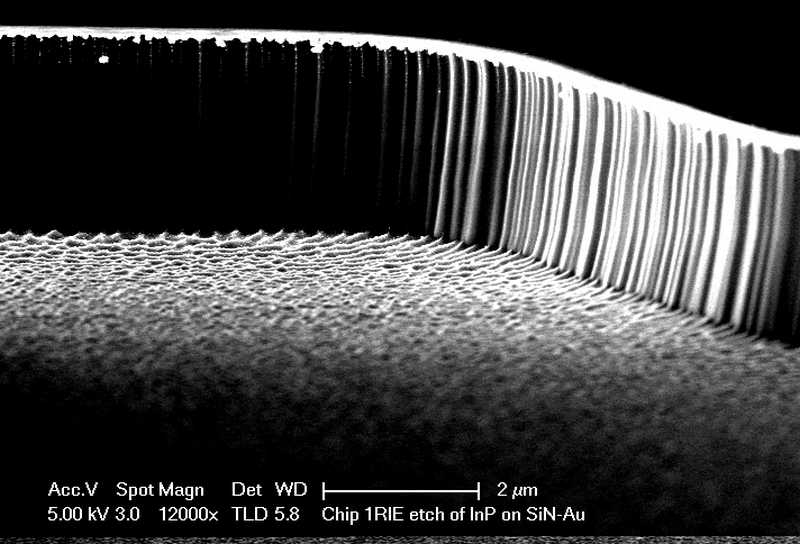 Acc.V Spot Magn Det WD 2 µm
5.00 kV 3.0 12000x TLD 5.8 Chip 1RIE etch of InP on SiN-Au